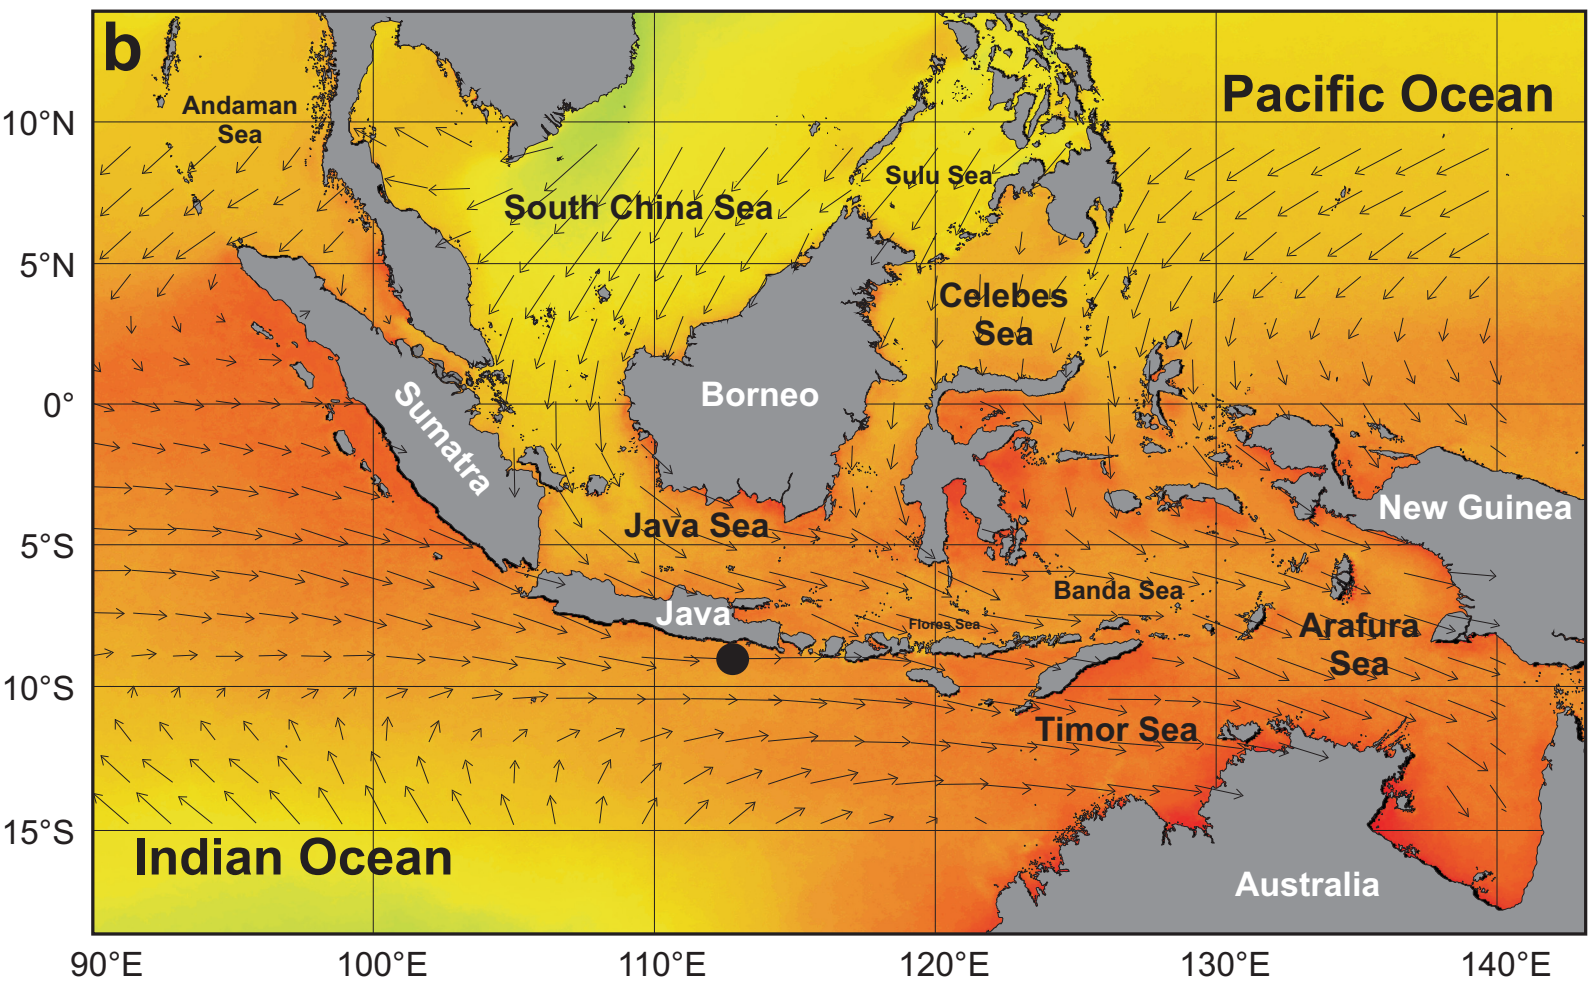 b
Pacific Ocean
Andaman
Sea
10°N
Sulu Sea
South China Sea
5°N
Celebes
Sea
Borneo
Sumatra
0°
New Guinea
Java Sea
5°S
Banda Sea
Java
Flores Sea
Arafura
Sea
10°S
Timor Sea
15°S
Indian Ocean
Australia
90°E
100°E
110°E
120°E
130°E
140°E